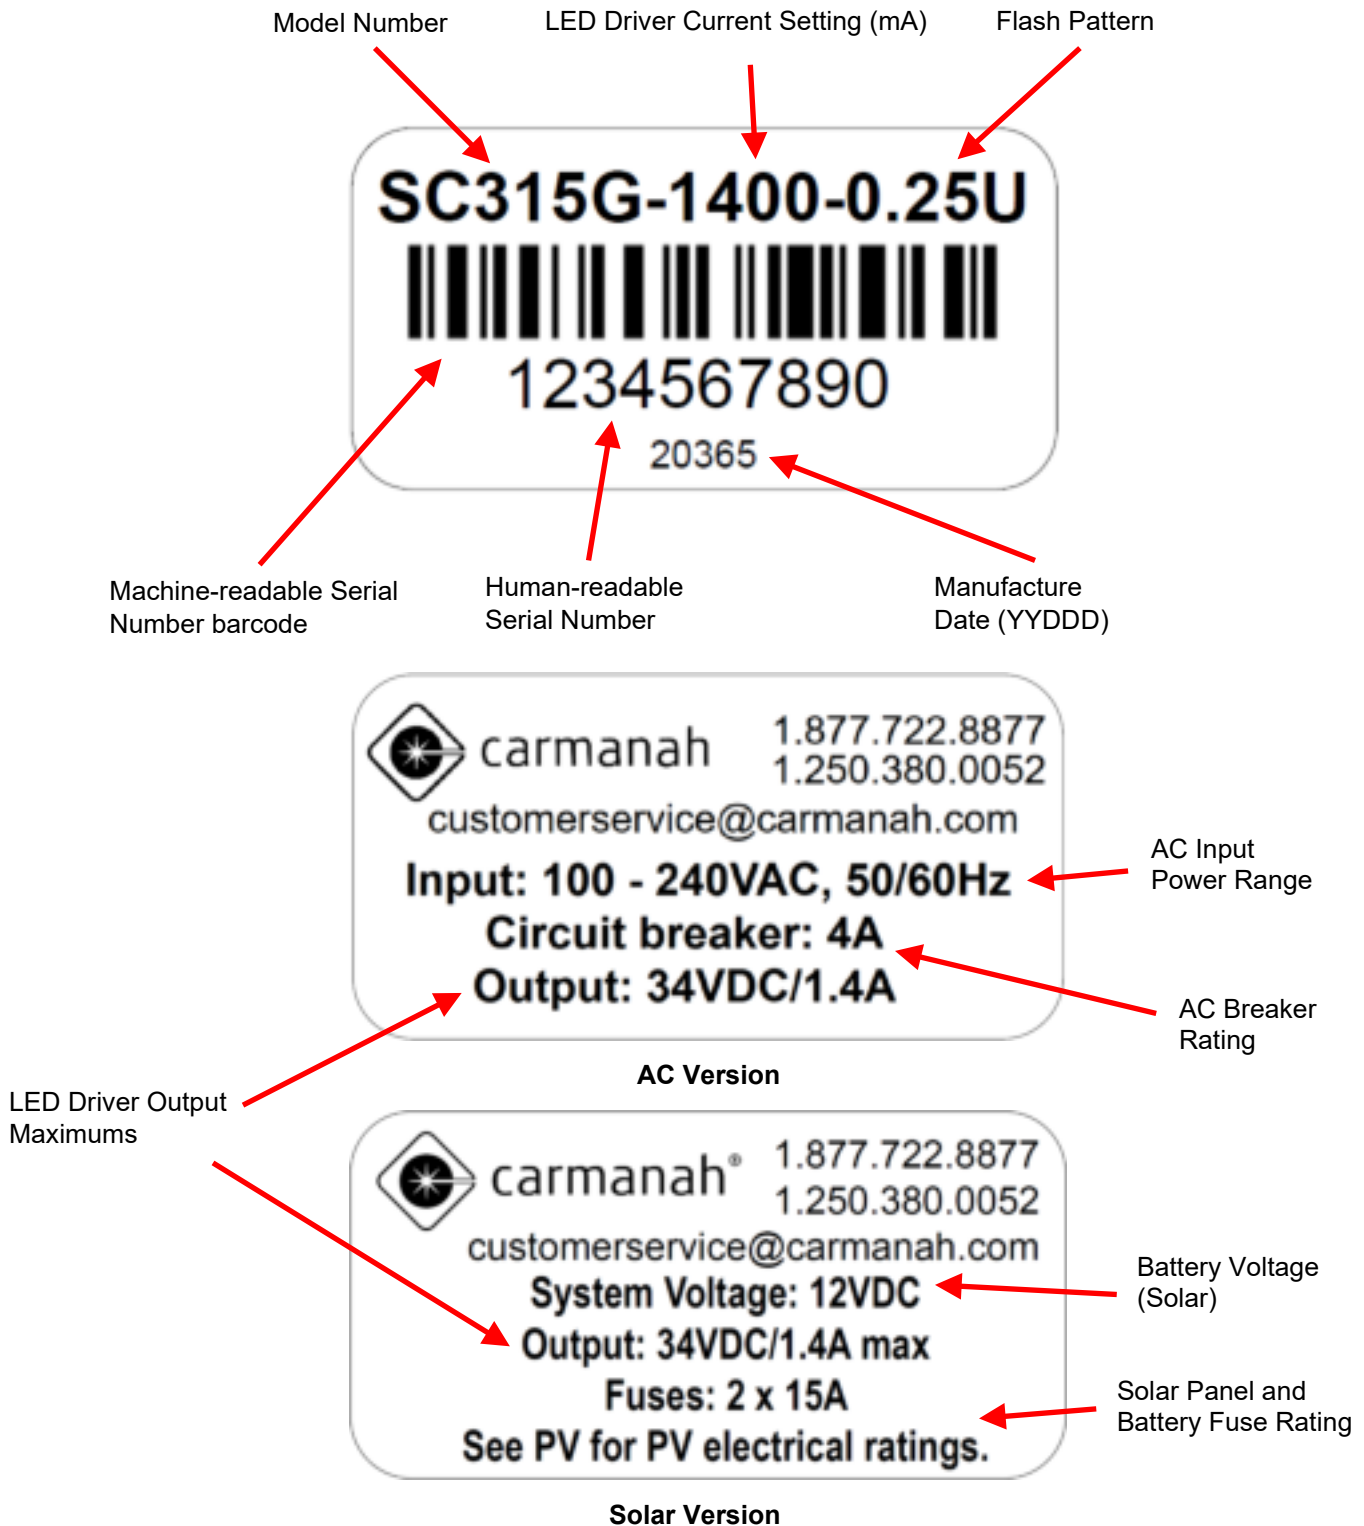 Model Number
LED Driver Current Setting (mA)
Flash Pattern
SC315G-1400-0.25U
1234567890
20365
Machine-readable Serial
Number barcode
Human-readable
Serial Number
Manufacture
Date (YYDDD)
carmanah
1.877.722.8877
1.250.380.0052
customerservice@carmanah.com
Input: 100 - 240VAC, 50/60Hz
Circuit breaker: 4A
Output: 34VDC/1.4A
AC Input
Power Range
AC Breaker
Rating
AC Version
LED Driver Output
Maximums
carmanah®
1.877.722.8877
1.250.380.0052
customerservice@carmanah.com
System Voltage: 12VDC
Output: 34VDC/1.4A max
Fuses: 2 x 15A
See PV for PV electrical ratings.
Battery Voltage
(Solar)
Solar Panel and
Battery Fuse Rating
Solar Version